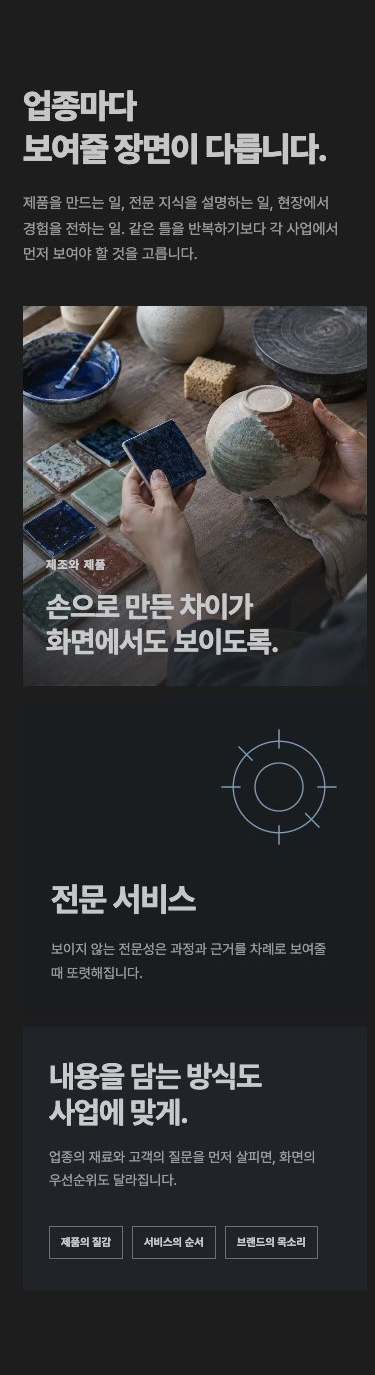 업종마다
보여줄 장면이 다릅니다.
제품을 만드는 일, 전문 지식을 설명하는 일, 현장에서
경험을 전하는 일. 같은 틀을 반복하기보다 각 사업에서
먼저 보여야 할 것을 고릅니다.
제조와 제품
손으로 만든 차이가
화면에서도 보이도록.
전문 서비스
보이지 않는 전문성은 과정과 근거를 차례로 보여줄
때 또렷해집니다.
내용을 담는 방식도
사업에 맞게.
업종의 재료와 고객의 질문을 먼저 살피면, 화면의
우선순위도 달라집니다.
제품의 질감
서비스의 순서
브랜드의 목소리